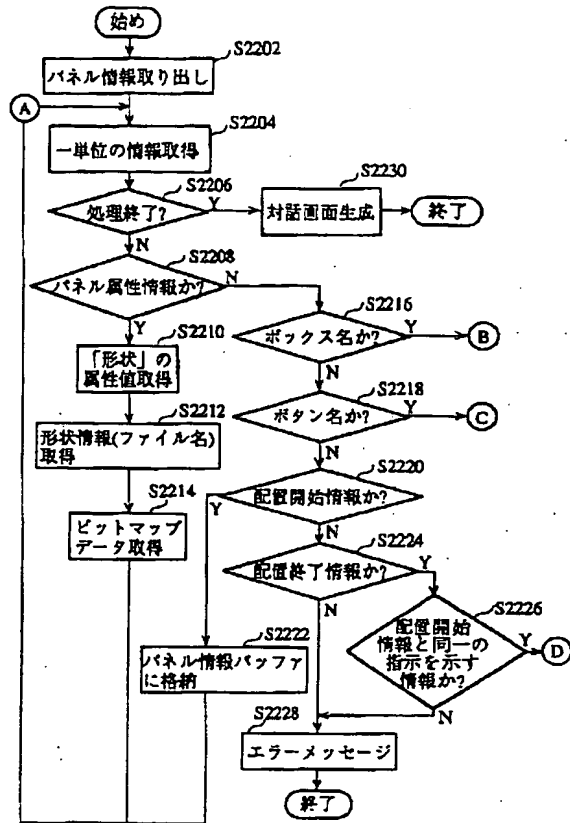 始め
S2202
パネル情報取り出し
A
S2204
一単位の情報取得
S2206
処理終了?
Y
N
S2230
対話画面生成
終了
S2208
パネル属性情報か?
N
Y
S2210
「形状」の
属性値取得
S2212
形状情報(ファイル名)
取得
S2214
ビットマップ
データ取得
S2216
ボックス名か?
Y
B
N
S2218
ボタン名か?
Y
C
N
S2220
配置開始情報か?
Y
N
S2224
配置終了情報か?
Y
N
S2222
パネル情報バッファ
に格納
S2226
配置開始
情報と同一の
指示を示す
情報か?
Y
D
N
S2228
エラーメッセージ
終了